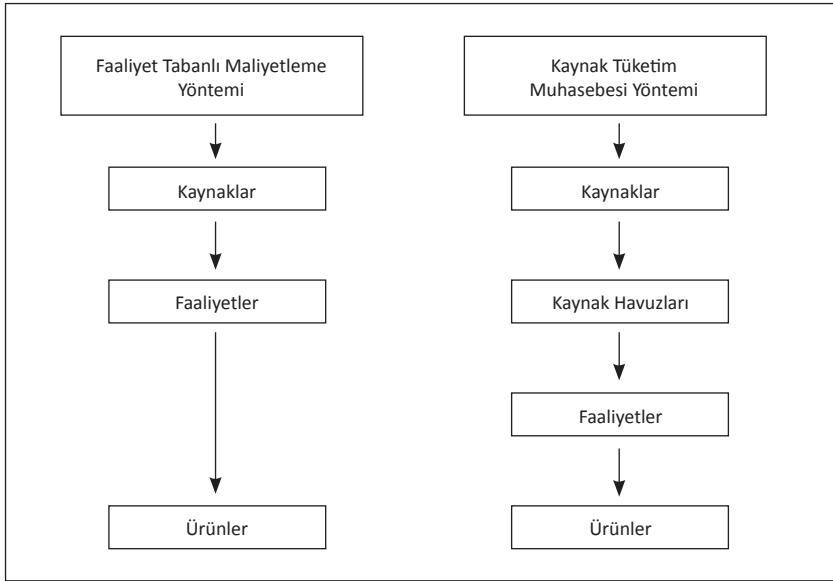 Faaliyet Tabanlı Maliyetleme
Yöntemi
Kaynaklar
Faaliyetler
Ürünler
Kaynak Tüketim
Muhasebesi Yöntemi
Kaynaklar
Kaynak Havuzları
Faaliyetler
Ürünler